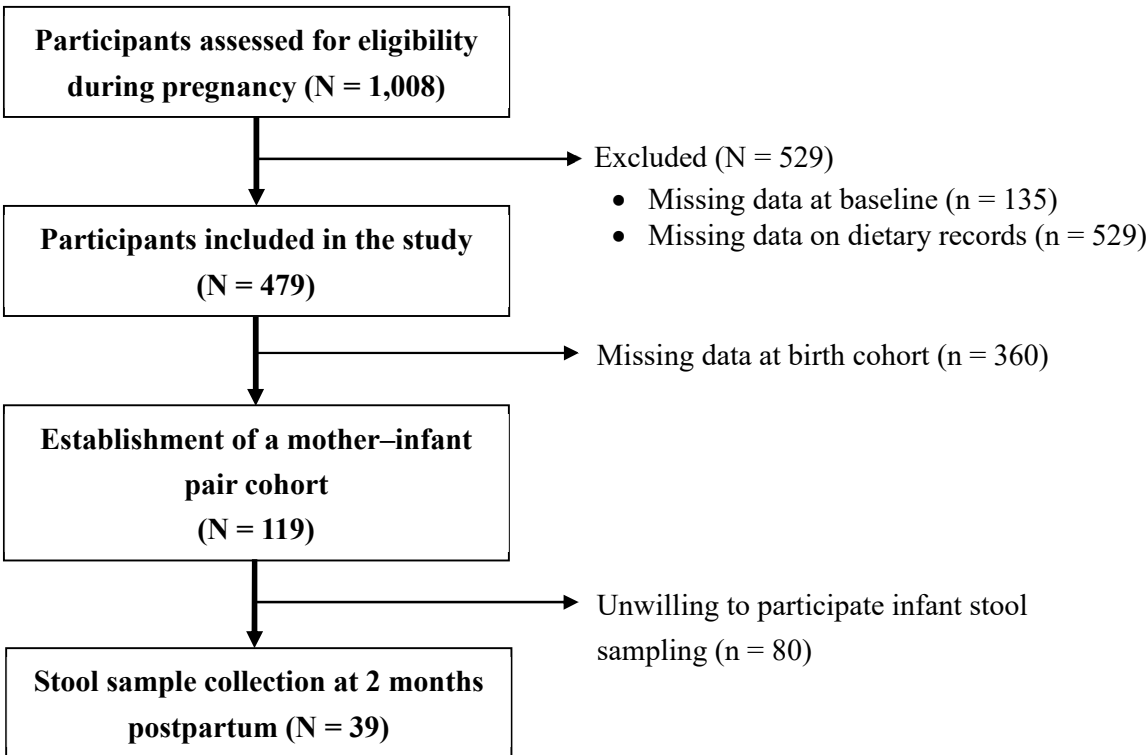 Participants assessed for eligibility
during pregnancy (N = 1,008)
Excluded (N = 529)
• Missing data at baseline (n = 135)
• Missing data on dietary records (n = 529)
Participants included in the study
(N = 479)
Missing data at birth cohort (n = 360)
Establishment of a mother–infant
pair cohort
(N = 119)
Unwilling to participate infant stool
sampling (n = 80)
Stool sample collection at 2 months
postpartum (N = 39)